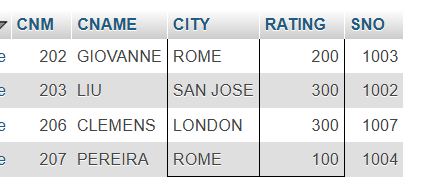 CNM CNAME CITY RATING SNO
e 202 GIOVANNE ROME 200 1003
e 203 LIU SAN JOSE 300 1002
e 206 CLEMENS LONDON 300 1007
e 207 PEREIRA ROME 100 1004